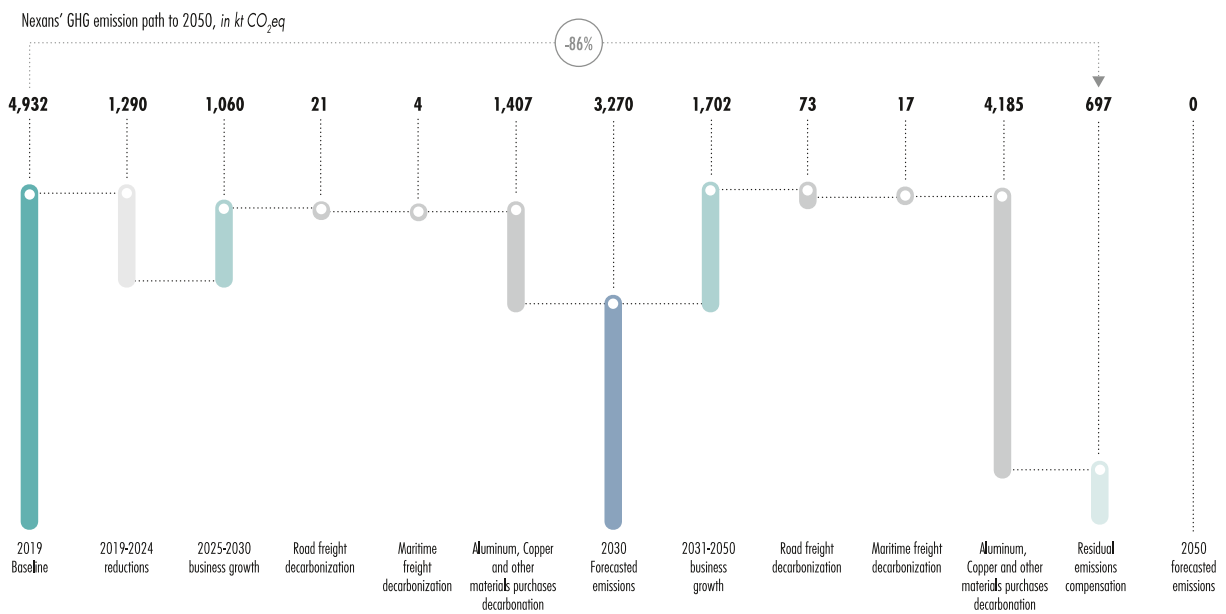 Nexans' GHG emission path to 2050, in kt CO₂eq
-86%
4,932 1,290 1,060 21 4 1,407 3,270 1,702 73 17 4,185 697 0
2019
Baseline
2019-2024
reductions
2025-2030
business growth
Road freight
decarbonization
Maritime
freight
decarbonization
Aluminum, Copper
and other
materials purchases
decarbonation
2030
Forecasted
emissions
2031-2050
business
growth
Road freight
decarbonization
Maritime freight
decarbonization
Aluminum,
Copper and other
materials purchases
decarbonation
Residual
emissions
compensation
2050
forecasted
emissions